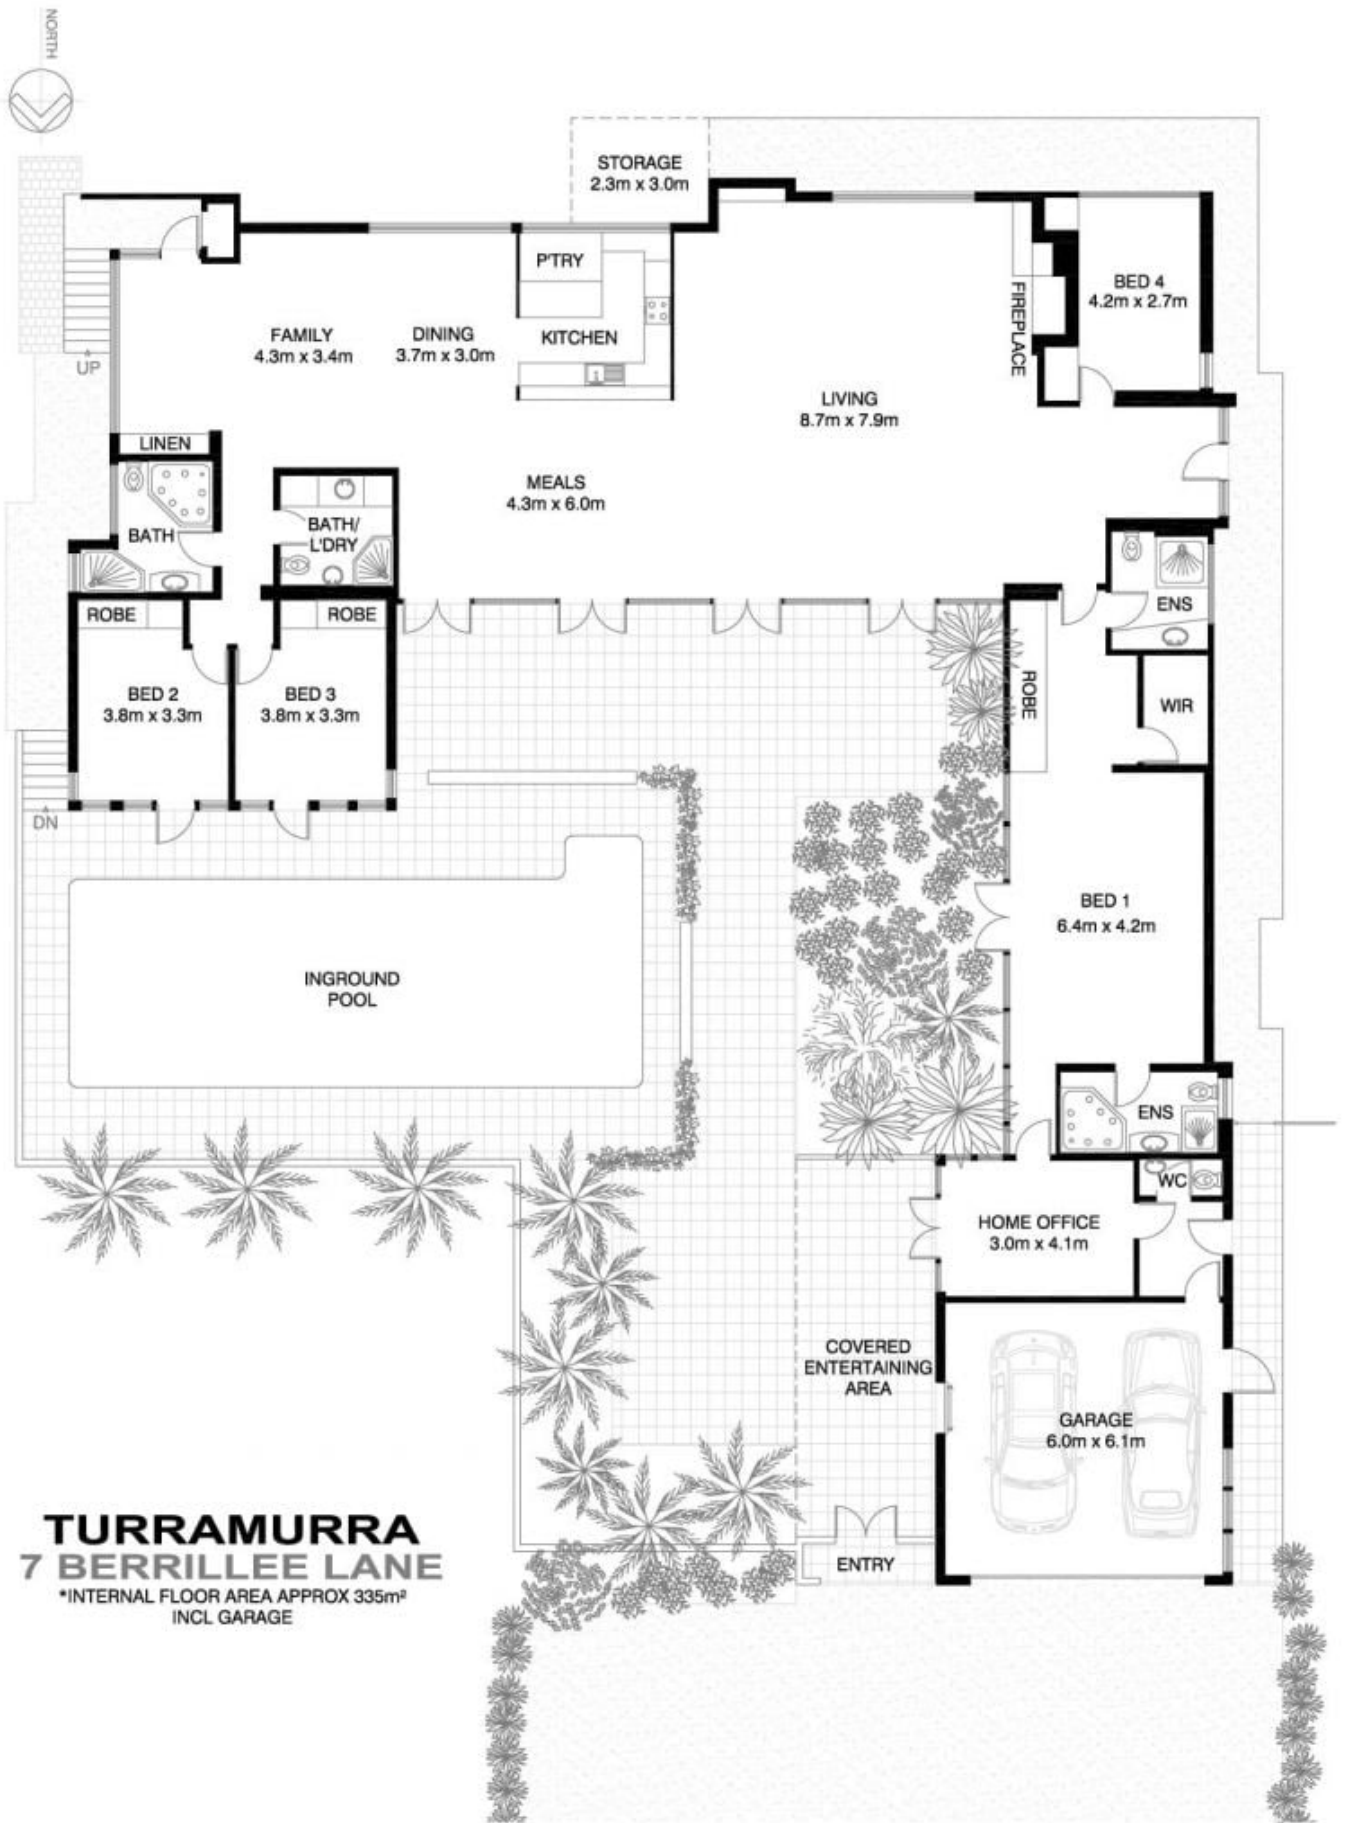 NORTH
STORAGE
2.3m x 3.0m
P'TRY
BED 4
4.2m x 2.7m
FAMILY
4.3m x 3.4m
DINING
3.7m x 3.0m
KITCHEN
FIREPLACE
UP
LIVING
8.7m x 7.9m
LINEN
MEALS
4.3m x 6.0m
BATH
BATH/
L'DRY
ENS
ROBE
ROBE
ROBE
BED 2
3.8m x 3.3m
BED 3
3.8m x 3.3m
WIR
DN
BED 1
6.4m x 4.2m
INGROUND
POOL
ENS
WC
HOME OFFICE
3.0m x 4.1m
COVERED
ENTERTAINING
AREA
GARAGE
6.0m x 6.1m
ENTRY
TURRAMURRA
7 BERRILLEE LANE
*INTERNAL FLOOR AREA APPROX 335m²
INCL GARAGE